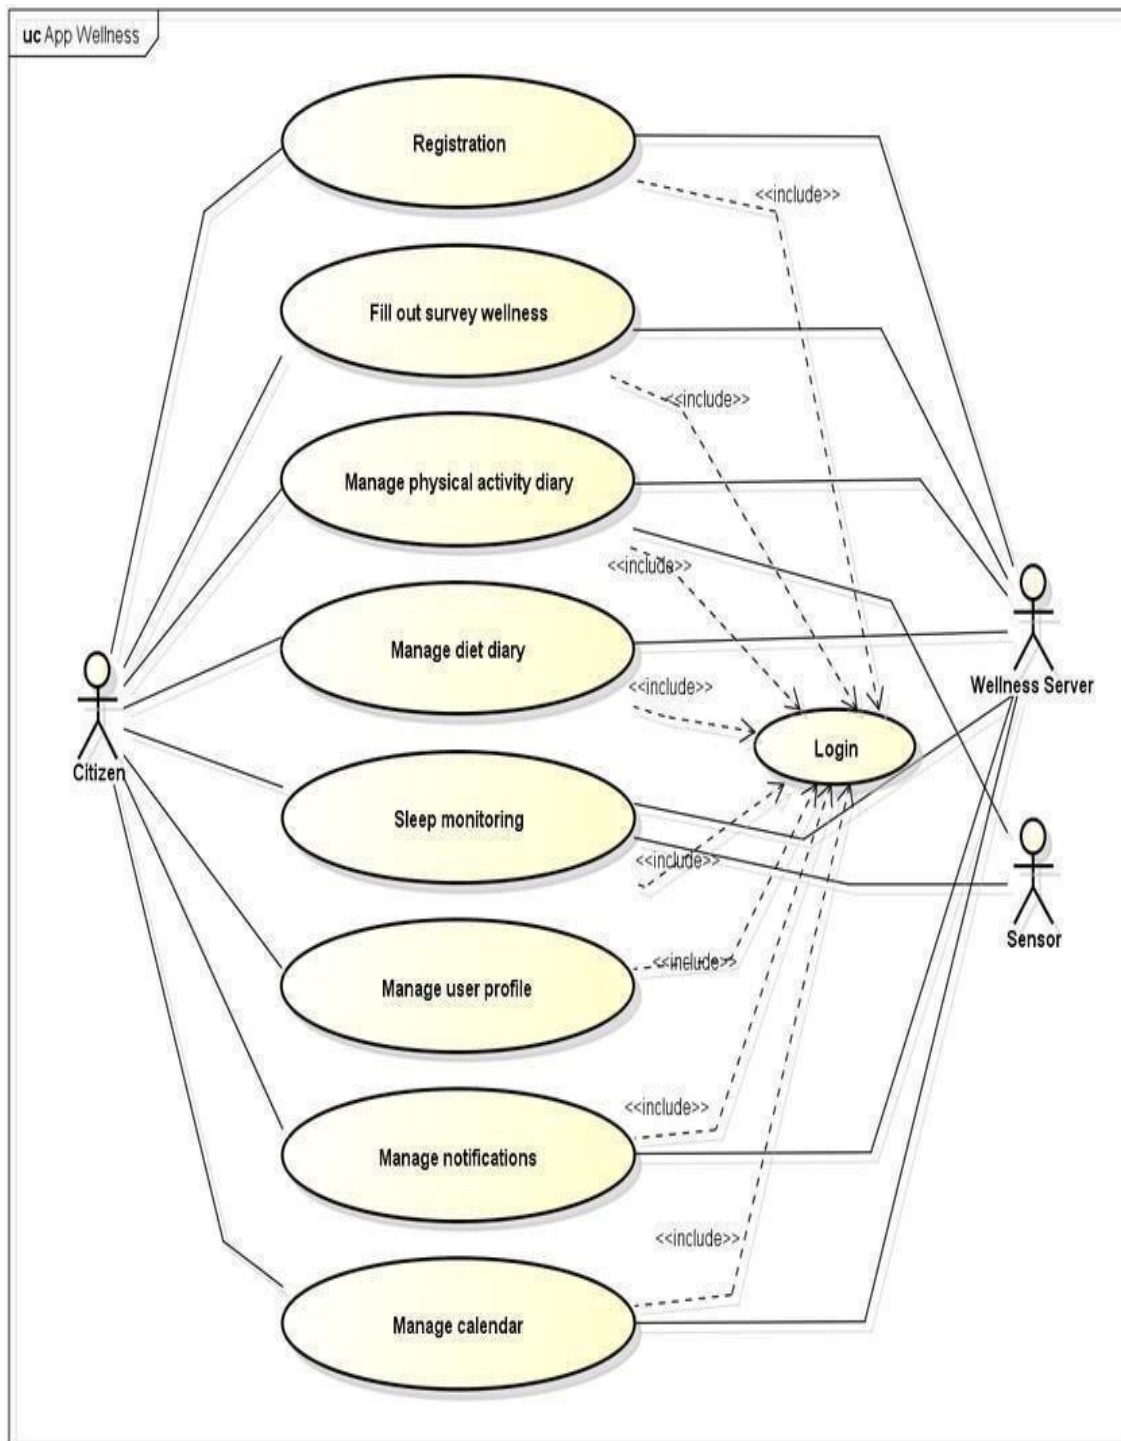 uc App Wellness
Registration
<<include>>
Fill out survey wellness
<<include>>
Manage physical activity diary
<<include>>
Manage diet diary
<<include>>
Wellness Server
Login
Citizen
Sleep monitoring
<<include>>
Sensor
<<include>>
Manage user profile
<<include>>
Manage notifications
<<include>>
Manage calendar